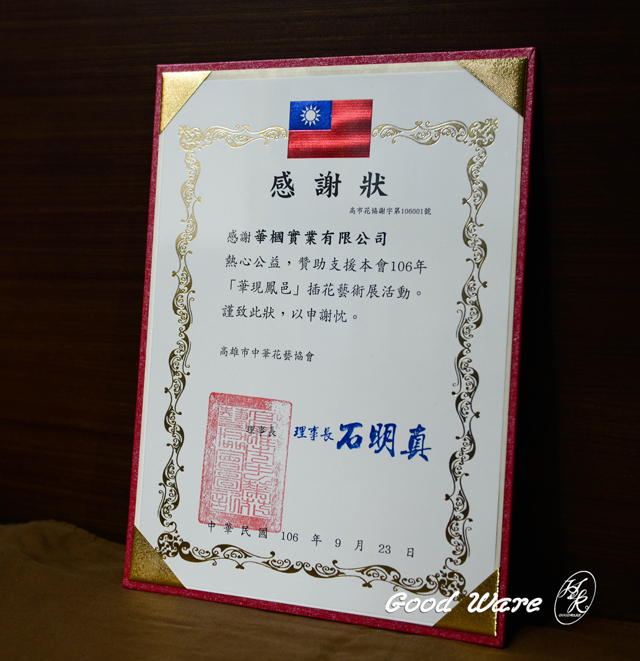 感謝狀
高市花協謝字第106001號
感謝華槶實業有限公司
熱心公益，贊助支援本會106年
「華現鳳邑」插花藝術展活動。
謹致此狀，以申謝忱。
高雄市中華花藝協會
理事長 理事長 石明真
中華民國 106 年 9 月 23 日
Good Ware